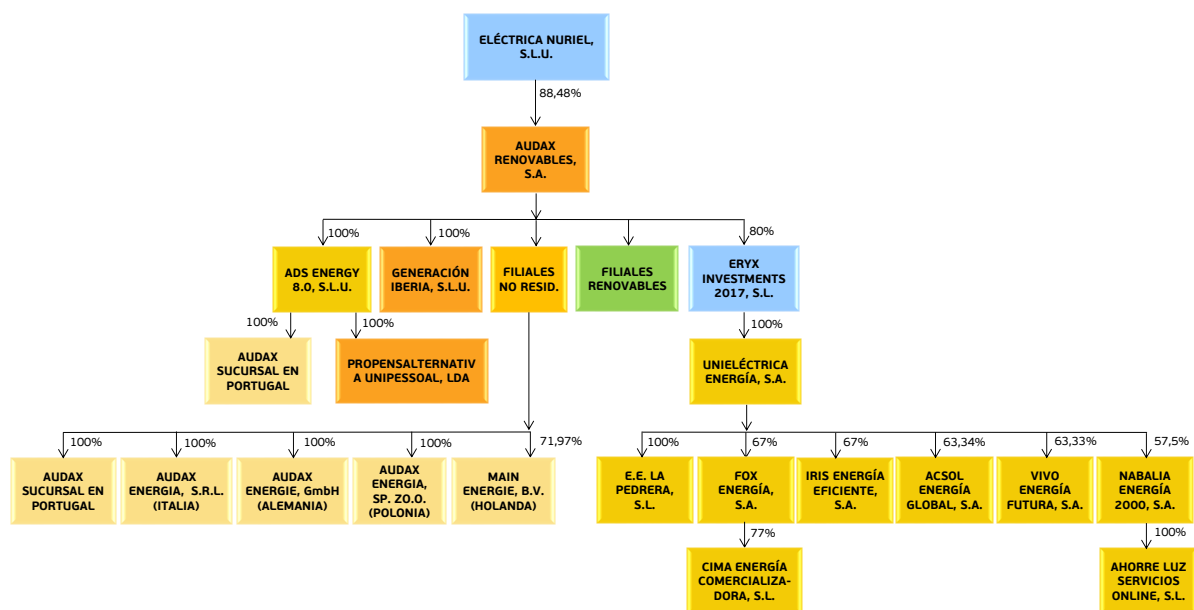 ELÉCTRICA NURIEL,
S.L.U.
88,48%
AUDAX
RENOVABLES,
S.A.
100%
100%
80%
ADS ENERGY
8.0, S.L.U.
GENERACIÓN
IBERIA, S.L.U.
FILIALES
NO RESID.
FILIALES
RENOVABLES
ERYX
INVESTMENTS
2017, S.L.
100%
100%
100%
AUDAX
SUCURSAL EN
PORTUGAL
PROPENSALTERNATIV
A UNIPESSOAL, LDA
UNIELÉCTRICA
ENERGÍA, S.A.
100%
100%
100%
100%
71,97%
100%
67%
67%
63,34%
63,33%
57,5%
AUDAX
SUCURSAL EN
PORTUGAL
AUDAX
ENERGIA, S.R.L.
(ITALIA)
AUDAX
ENERGIE, GmbH
(ALEMANIA)
AUDAX
ENERGIA,
SP. ZO.O.
(POLONIA)
MAIN
ENERGIE, B.V.
(HOLANDA)
E.E. LA
PEDRERA,
S.L.
FOX
ENERGÍA,
S.A.
IRIS ENERGÍA
EFICIENTE,
S.A.
ACSOL
ENERGÍA
GLOBAL, S.A.
VIVO
ENERGÍA
FUTURA, S.A.
NABALIA
ENERGÍA
2000, S.A.
77%
100%
CIMA ENERGÍA
COMERCIALIZA-
DORA, S.L.
AHORRE LUZ
SERVICIOS
ONLINE, S.L.